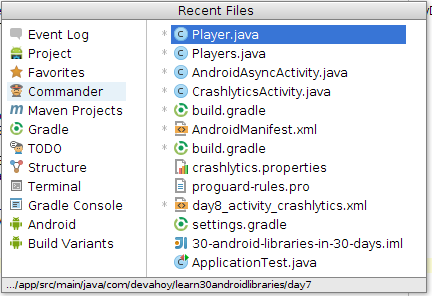 Recent Files
Event Log
Project
Favorites
Commander
Maven Projects
Gradle
TODO
Structure
Terminal
Gradle Console
Android
Build Variants
* Player.java
* Players.java
* AndroidAsyncActivity.java
* CrashlyticsActivity.java
* build.gradle
* AndroidManifest.xml
* build.gradle
crashlytics.properties
proguard-rules.pro
* day8_activity_crashlytics.xml
settings.gradle
30-android-libraries-in-30-days.iml
ApplicationTest.java
.../app/src/main/java/com/devahoy/learn30androidlibraries/day7